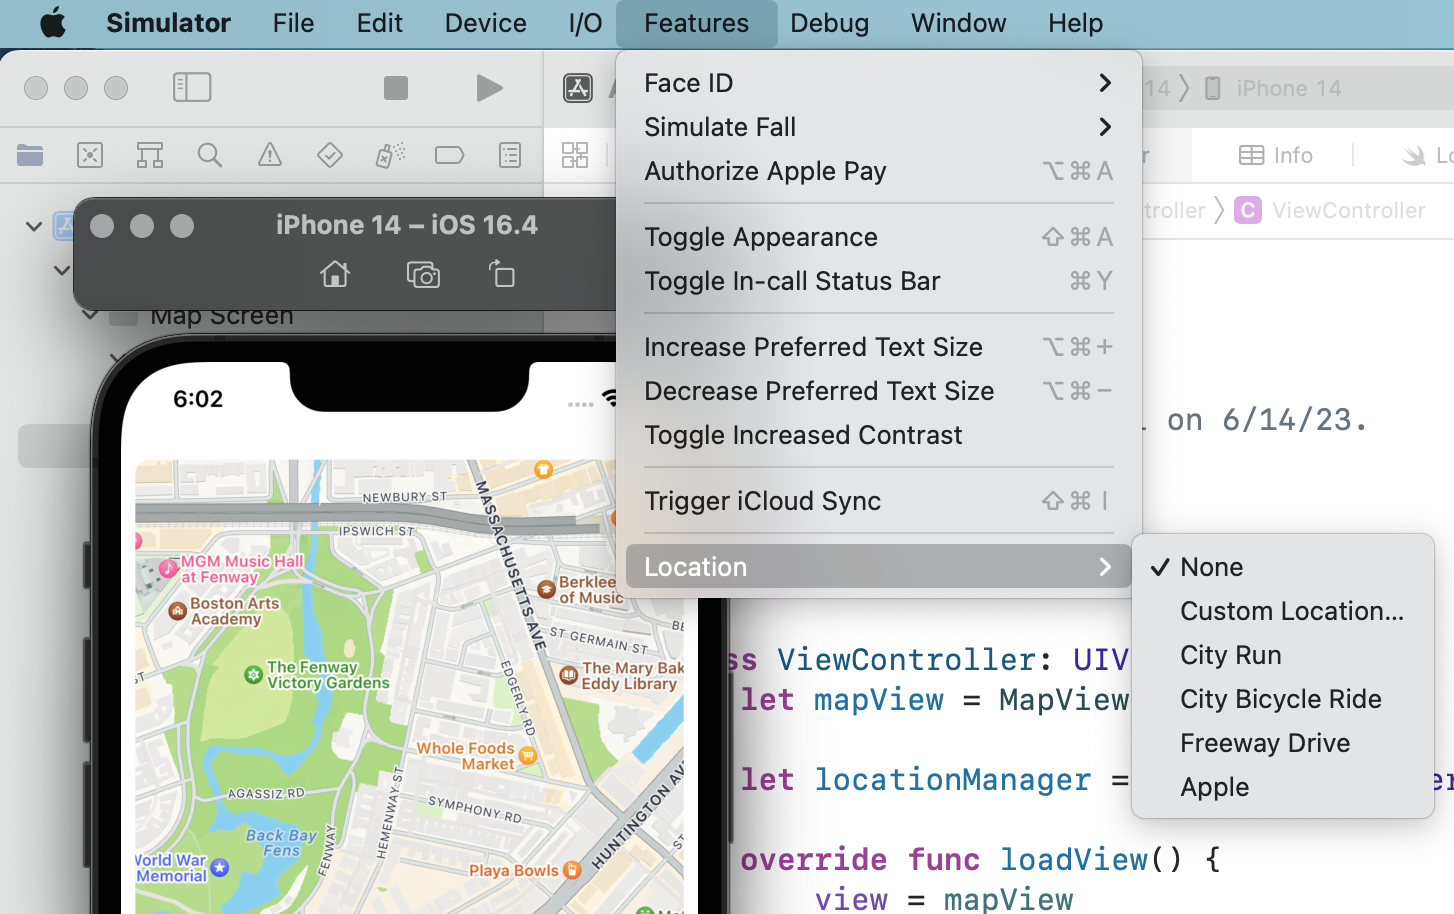 Simulator File Edit Device I/O Features Debug Window Help
14 iPhone 14
Info
ViewController
iPhone 14 – iOS 16.4
Map Screen
6:02
Face ID
Simulate Fall
Authorize Apple Pay ⌥⌘A
Toggle Appearance ⇧⌘A
Toggle In-call Status Bar ⌘Y
Increase Preferred Text Size ⌥⌘+
Decrease Preferred Text Size ⌥⌘−
Toggle Increased Contrast
Trigger iCloud Sync ⇧⌘I
Location
✓ None
Custom Location...
City Run
City Bicycle Ride
Freeway Drive
Apple
on 6/14/23.
ViewController: UIV
let mapView = MapView
let locationManager =
override func loadView() {
view = mapView
NEWBURY ST
IPSWICH ST
MASSACHUSETTS AVE
MGM Music Hall
at Fenway
Boston Arts
Academy
Berklee
of Music
ST GERMAIN ST
The Fenway
Victory Gardens
The Mary Bak
Eddy Library
EDGERLY RD
Whole Foods
Market
AGASSIZ RD
HEMENWAY ST
SYMPHONY RD
HUNTINGTON AV
Back Bay
Fens
FENWAY
World War
Memorial
Playa Bowls